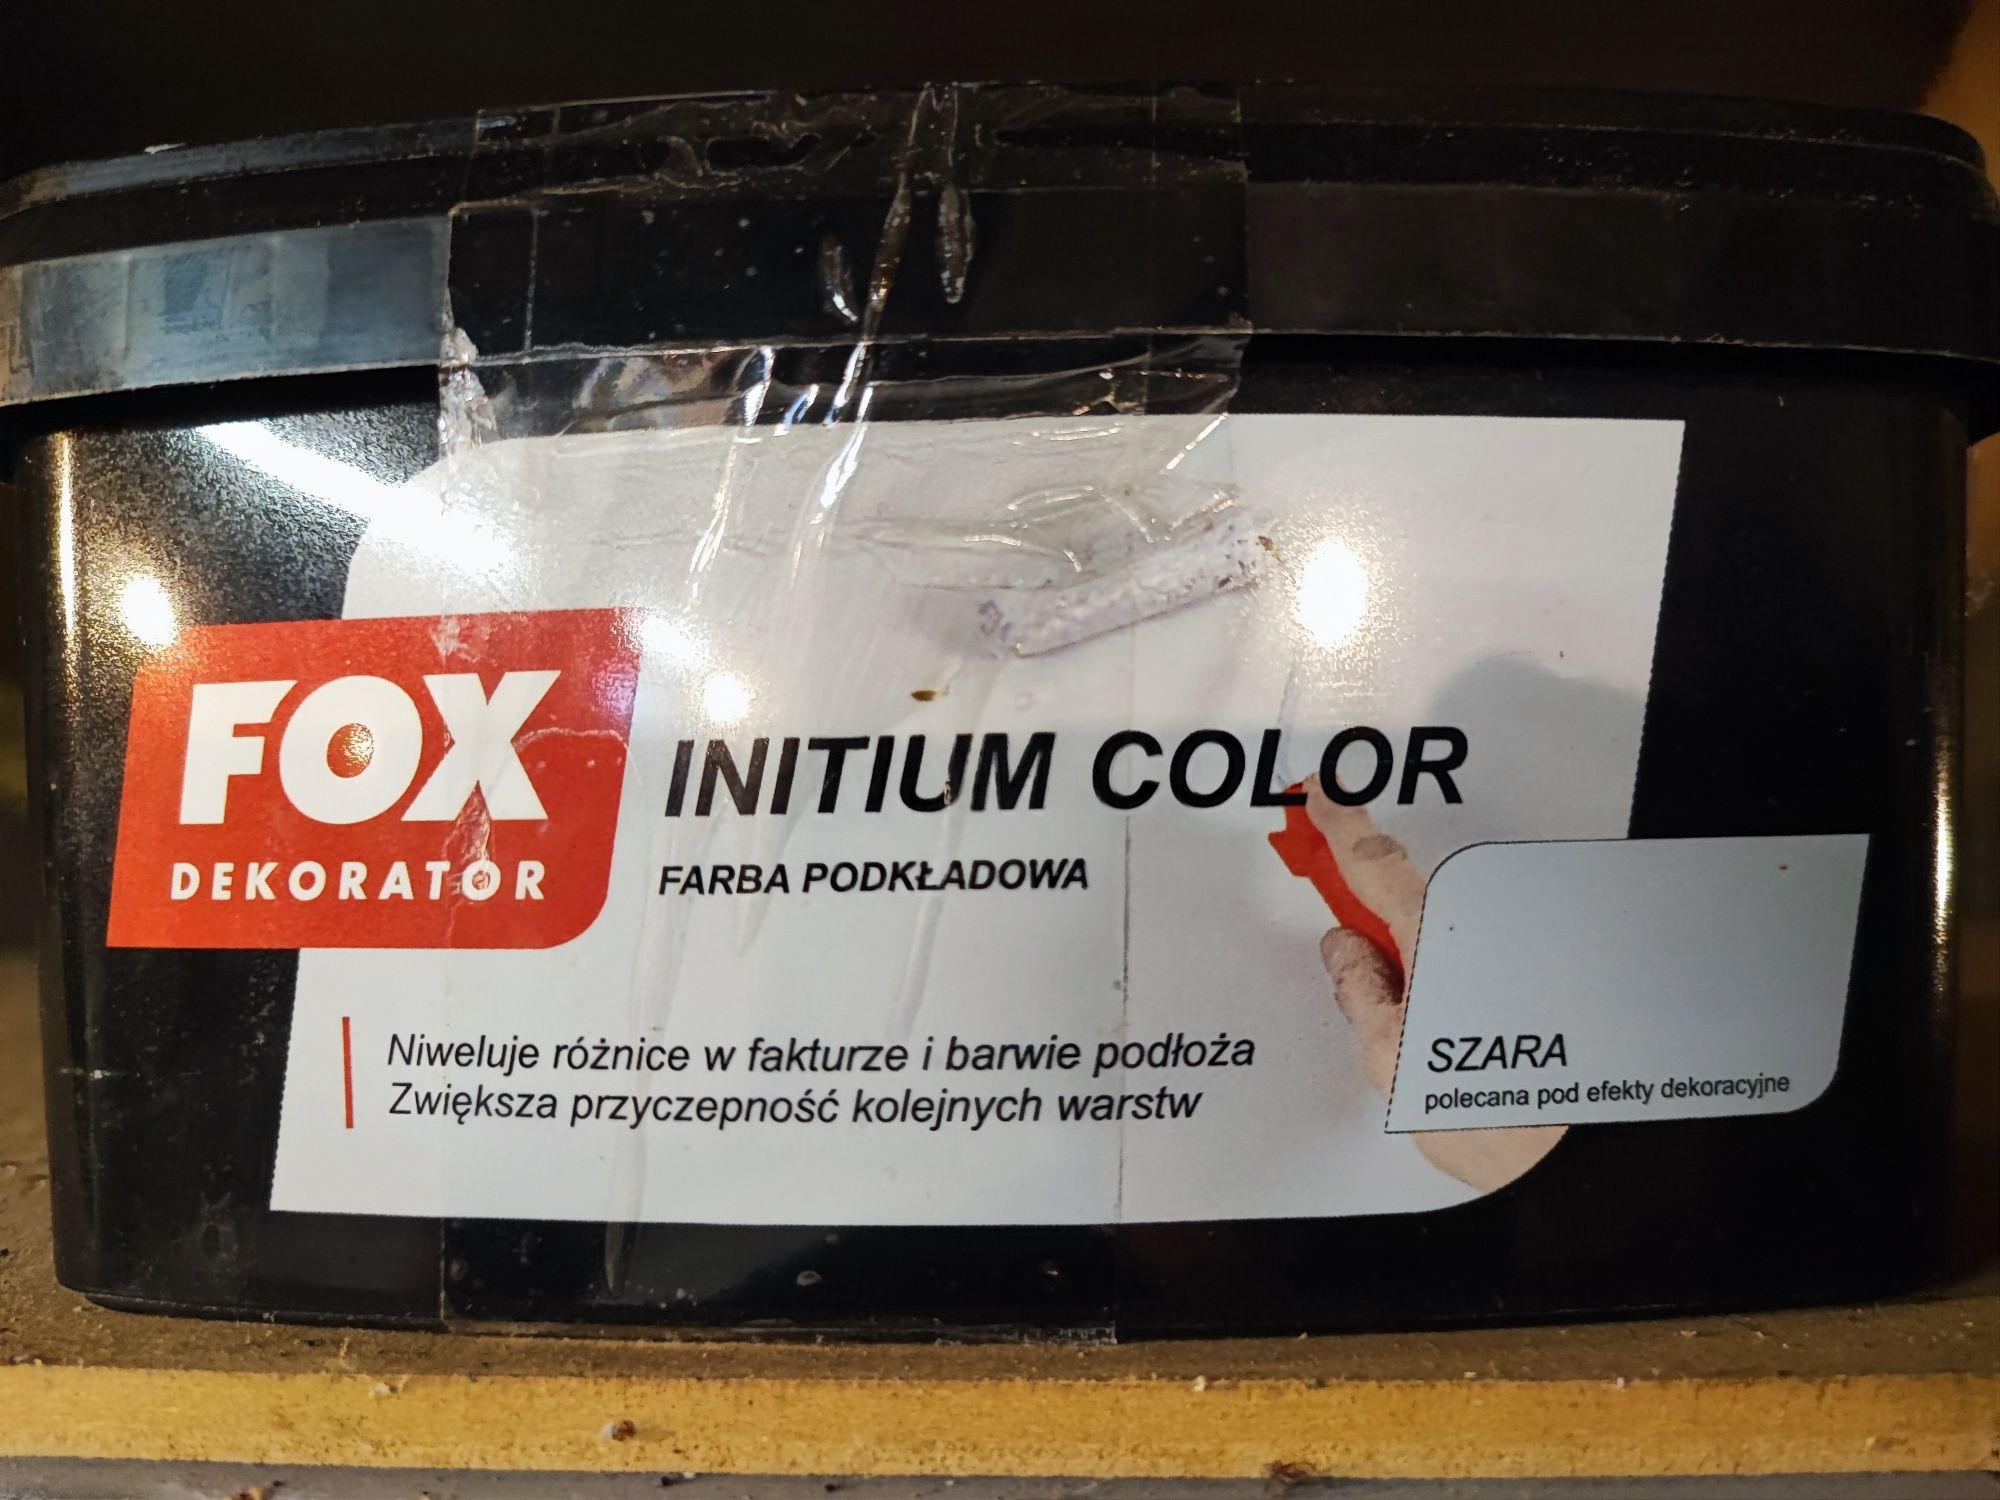 FOX
DEKORATOR
INITIUM COLOR
FARBA PODKŁADOWA
Niweluje różnice w fakturze i barwie podłoża
Zwiększa przyczepność kolejnych warstw
SZARA
polecana pod efekty dekoracyjne